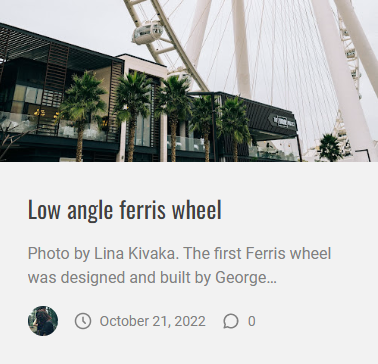 Low angle ferris wheel
Photo by Lina Kivaka. The first Ferris wheel
was designed and built by George...
October 21, 2022 0